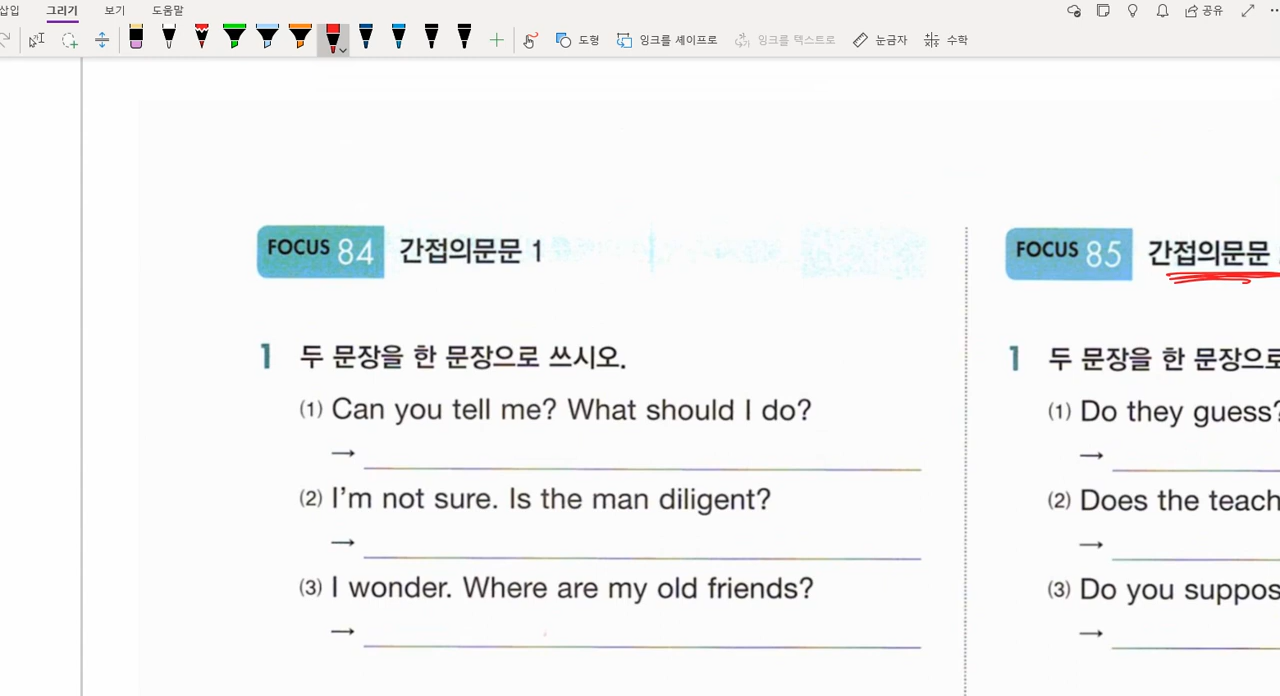 삽입 그리기 보기 도움말
공유
도형 잉크를 셰이프로 잉크를 텍스트로 눈금자 수학
FOCUS 84 간접의문문 1
1 두 문장을 한 문장으로 쓰시오.
(1) Can you tell me? What should I do?
→
(2) I'm not sure. Is the man diligent?
→
(3) I wonder. Where are my old friends?
→
FOCUS 85 간접의문문
1 두 문장을 한 문장으로
(1) Do they guess?
→
(2) Does the teach
→
(3) Do you suppos
→